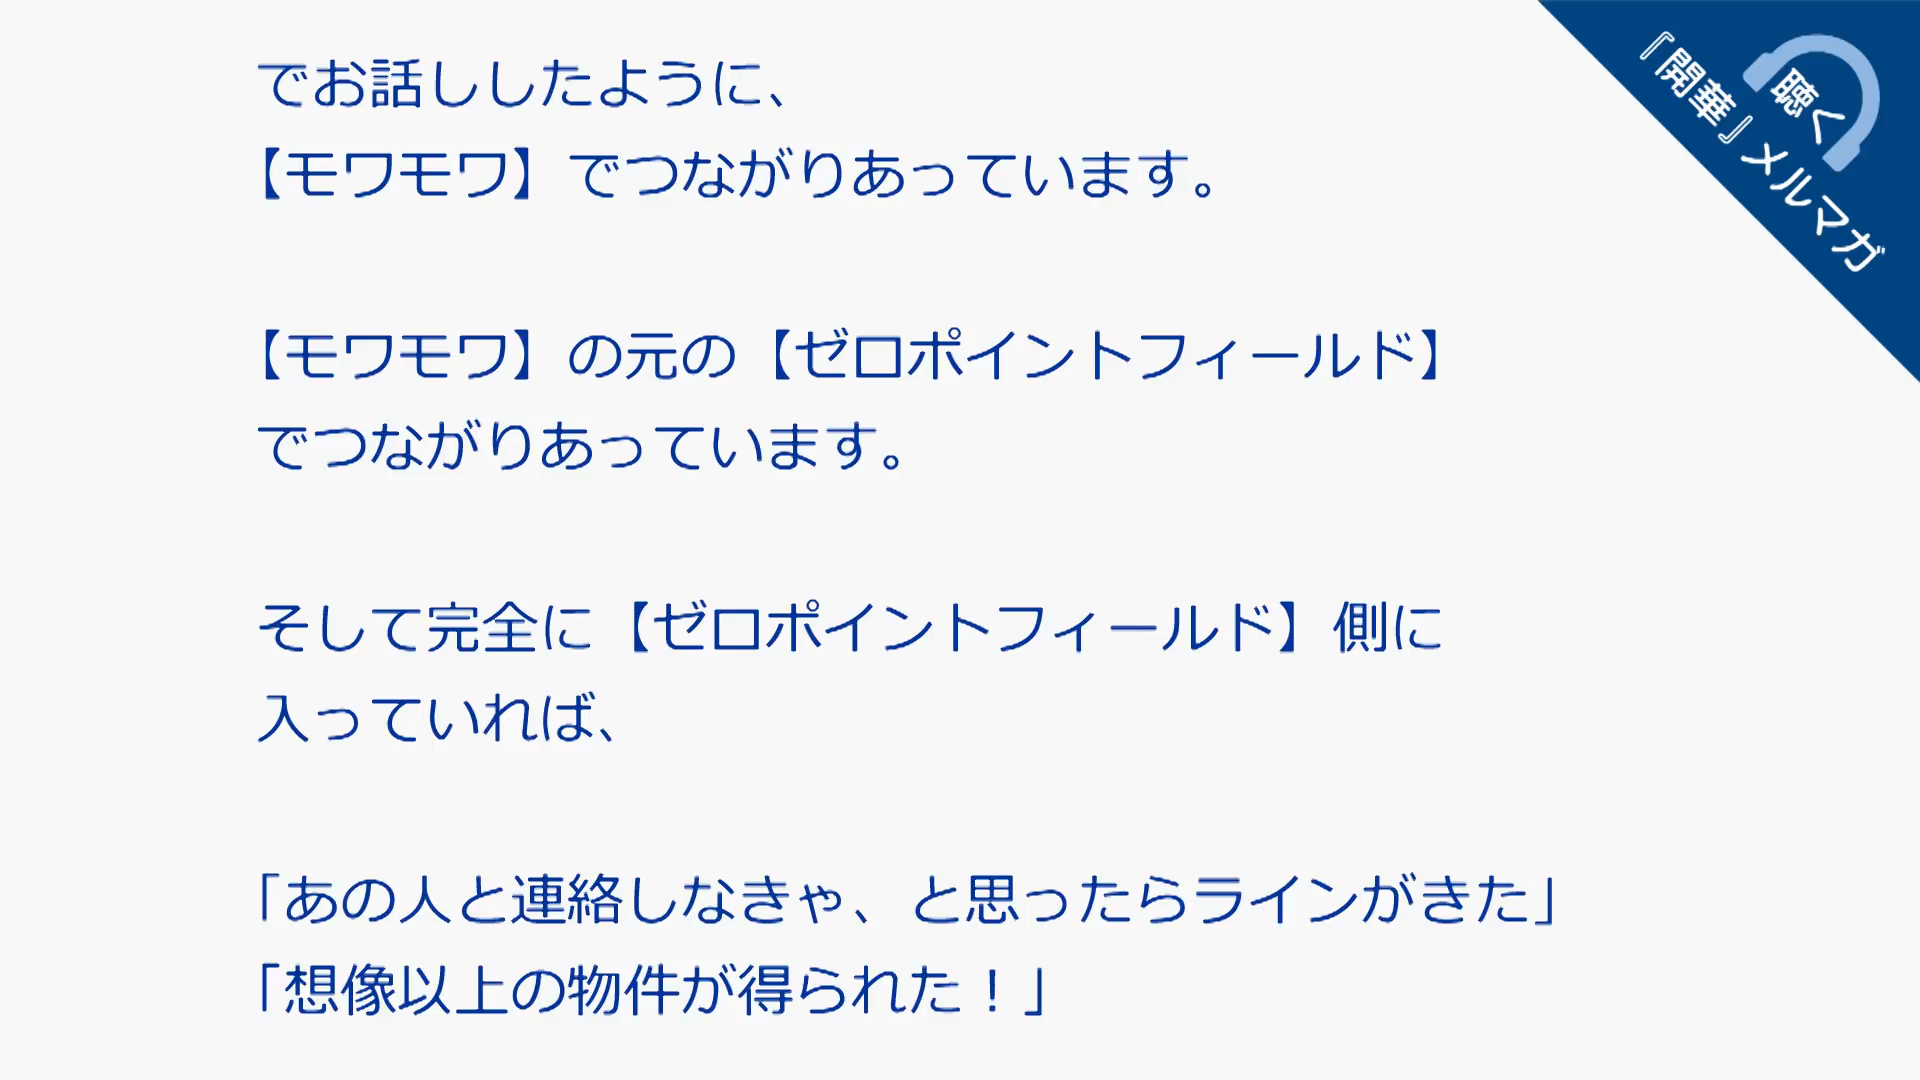 でお話ししたように、
【モワモワ】でつながりあっています。
【モワモワ】の元の【ゼロポイントフィールド】
でつながりあっています。
そして完全に【ゼロポイントフィールド】側に
入っていれば、
「あの人と連絡しなきゃ、と思ったらラインがきた」
「想像以上の物件が得られた！」
聴く
『開華』メルマガ